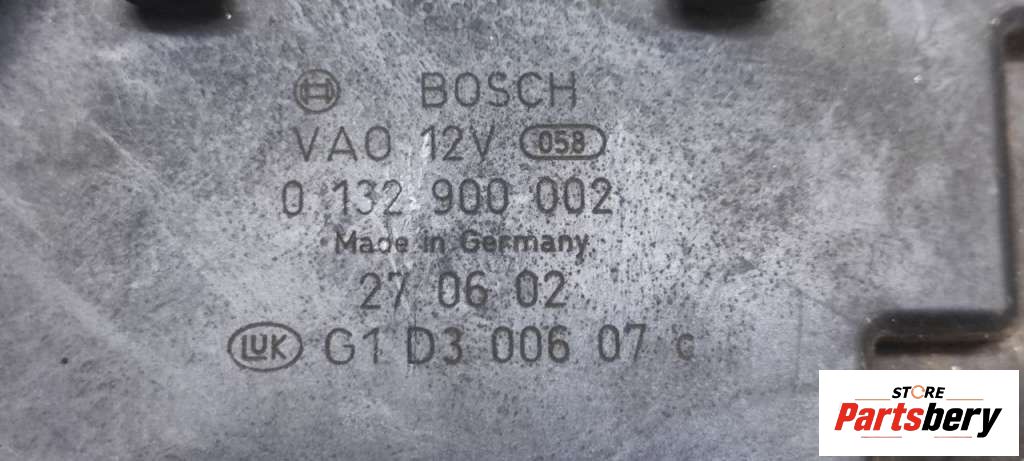 BOSCH
VAO 12V 058
0 132 900 002
Made in Germany
27 06 02
LUK G1 D3 006 07 c
STORE
Partsbery